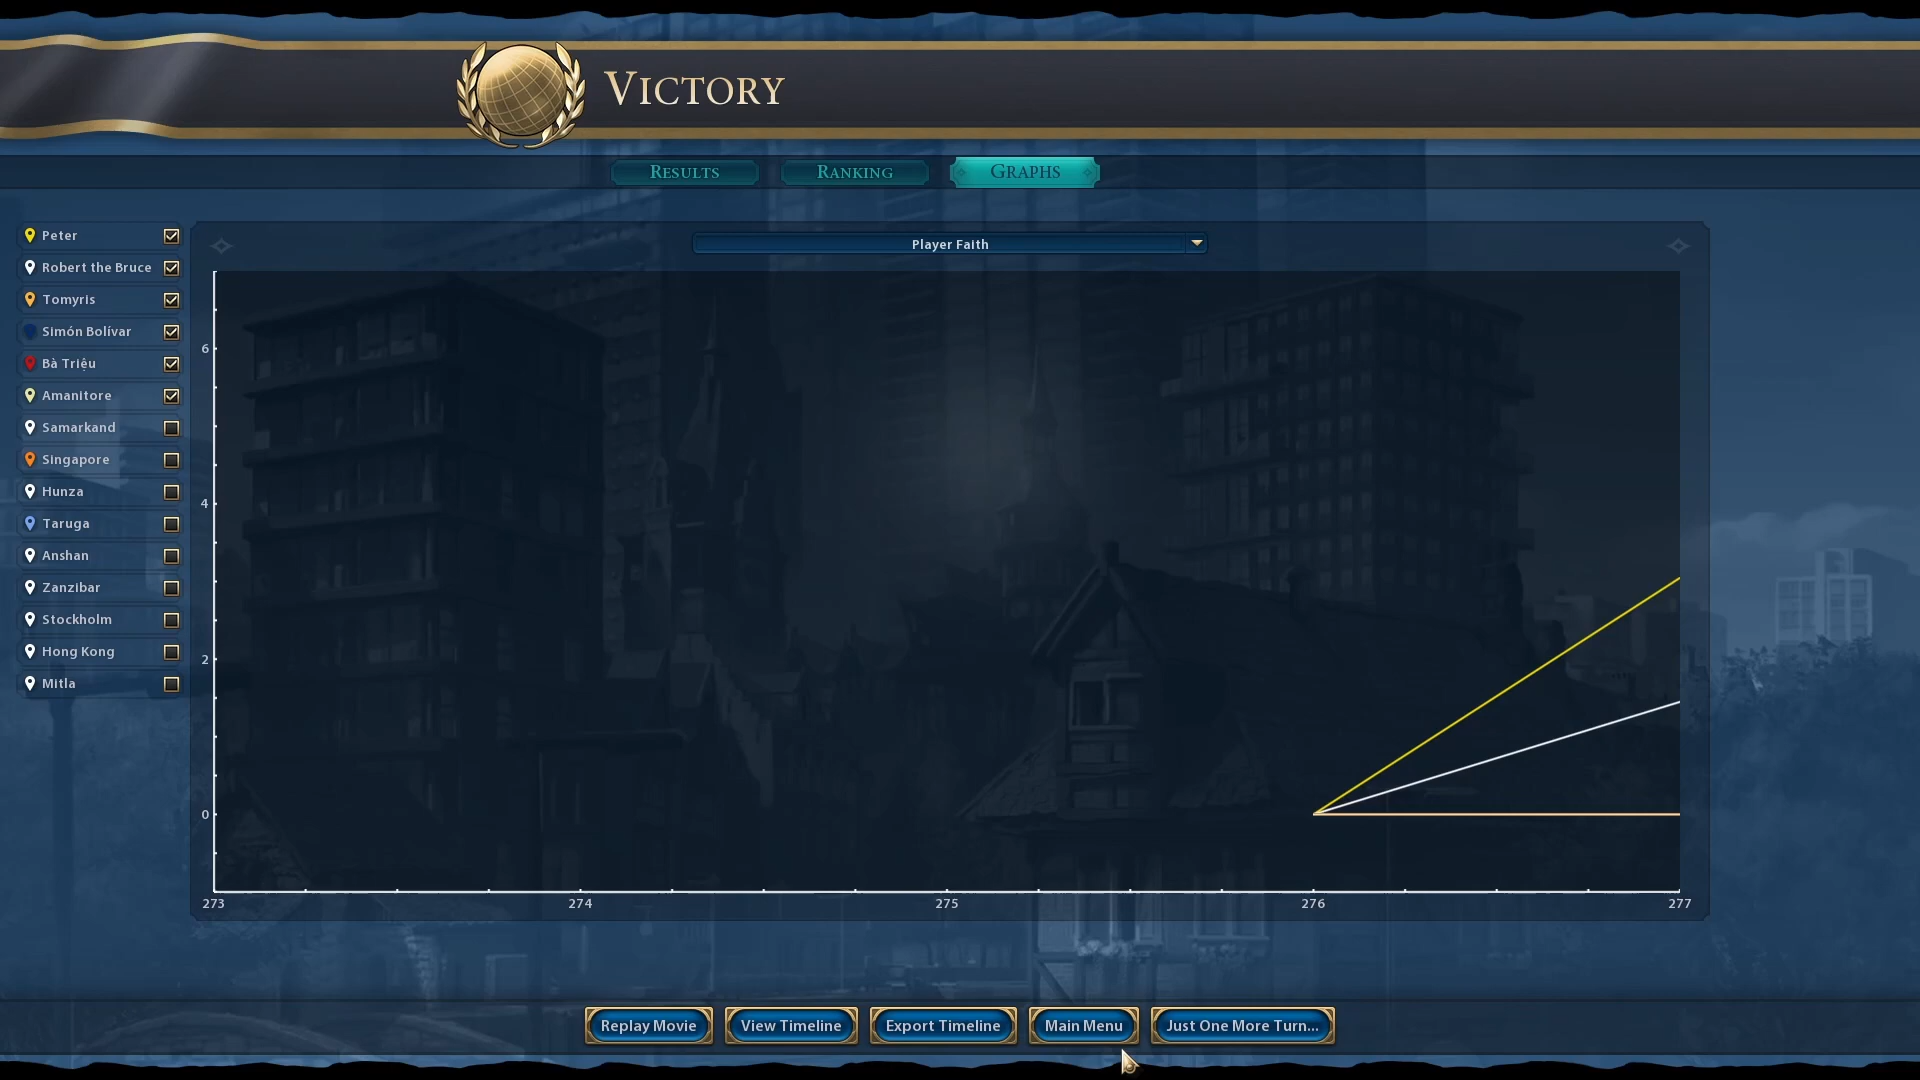 VICTORY
RESULTS
RANKING
GRAPHS
Peter
Robert the Bruce
Tomyris
Simón Bolívar
Bà Triệu
Amanitore
Samarkand
Singapore
Hunza
Taruga
Anshan
Zanzibar
Stockholm
Hong Kong
Mitla
Player Faith
6
4
2
0
273 274 275 276 277
Replay Movie
View Timeline
Export Timeline
Main Menu
Just One More Turn...